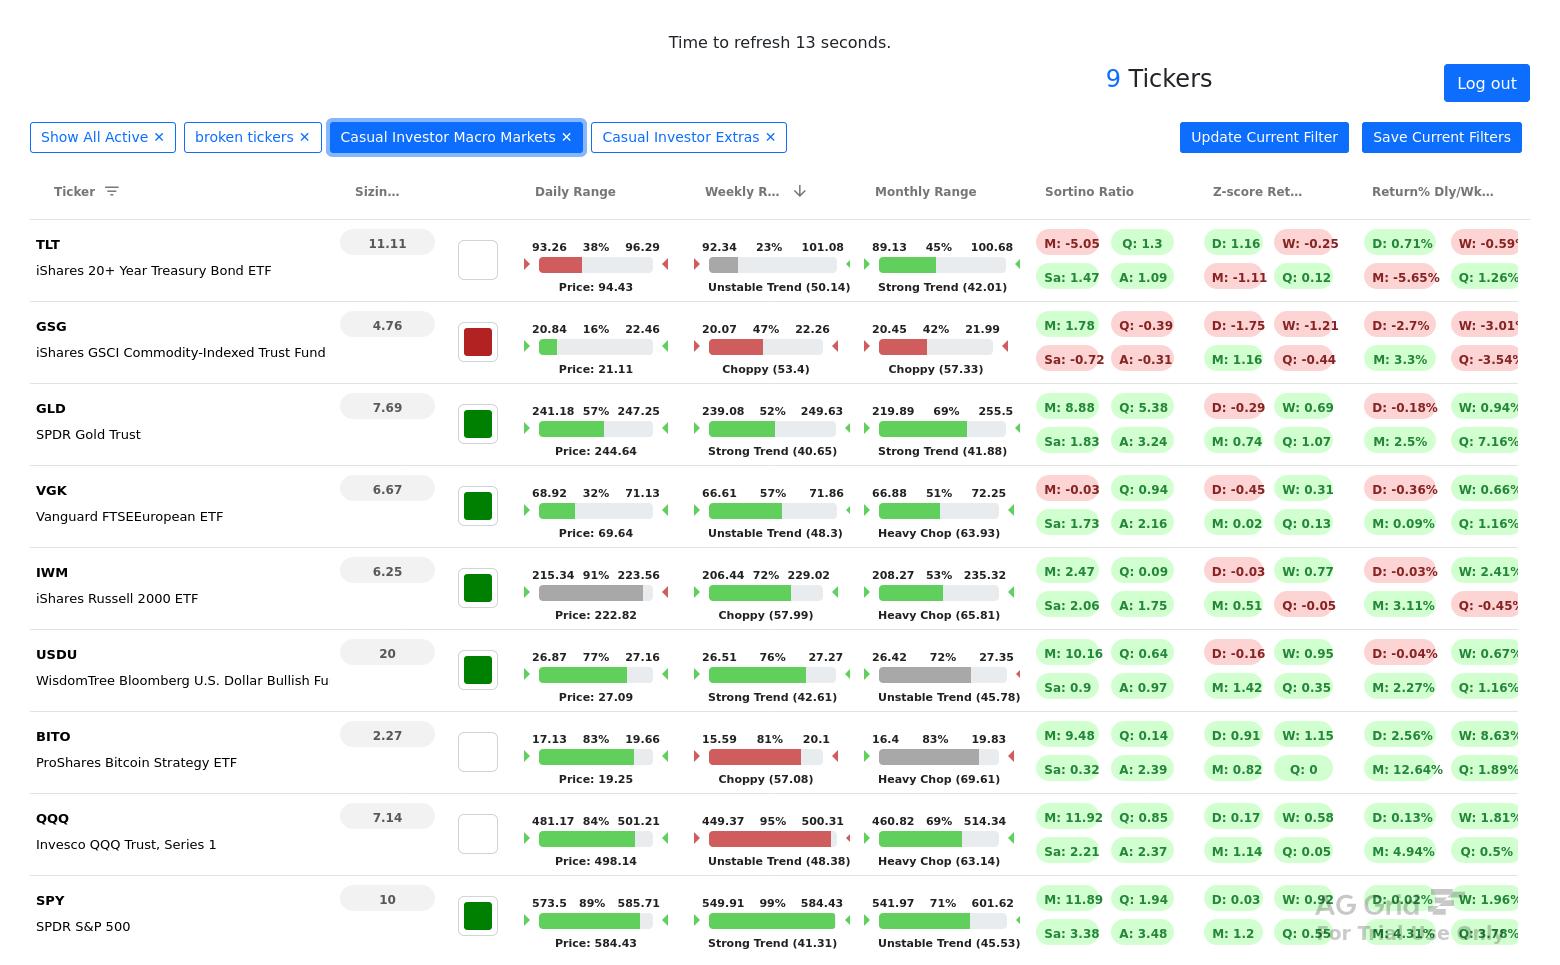 Time to refresh 13 seconds.
9 Tickers
Log out
Show All Active ✕ broken tickers ✕ Casual Investor Macro Markets ✕ Casual Investor Extras ✕ Update Current Filter Save Current Filters
Ticker Sizin... Daily Range Weekly R... Monthly Range Sortino Ratio Z-score Ret... Return% Dly/Wk...
TLT 11.11 93.26 38% 96.29 92.34 23% 101.08 89.13 45% 100.68 M: -5.05 Q: 1.3 D: 1.16 W: -0.25 D: 0.71% W: -0.59%
iShares 20+ Year Treasury Bond ETF Price: 94.43 Unstable Trend (50.14) Strong Trend (42.01) Sa: 1.47 A: 1.09 M: -1.11 Q: 0.12 M: -5.65% Q: 1.26%
GSG 4.76 20.84 16% 22.46 20.07 47% 22.26 20.45 42% 21.99 M: 1.78 Q: -0.39 D: -1.75 W: -1.21 D: -2.7% W: -3.01%
iShares GSCI Commodity-Indexed Trust Fund Price: 21.11 Choppy (53.4) Choppy (57.33) Sa: -0.72 A: -0.31 M: 1.16 Q: -0.44 M: 3.3% Q: -3.54%
GLD 7.69 241.18 57% 247.25 239.08 52% 249.63 219.89 69% 255.5 M: 8.88 Q: 5.38 D: -0.29 W: 0.69 D: -0.18% W: 0.94%
SPDR Gold Trust Price: 244.64 Strong Trend (40.65) Strong Trend (41.88) Sa: 1.83 A: 3.24 M: 0.74 Q: 1.07 M: 2.5% Q: 7.16%
VGK 6.67 68.92 32% 71.13 66.61 57% 71.86 66.88 51% 72.25 M: -0.03 Q: 0.94 D: -0.45 W: 0.31 D: -0.36% W: 0.66%
Vanguard FTSEEuropean ETF Price: 69.64 Unstable Trend (48.3) Heavy Chop (63.93) Sa: 1.73 A: 2.16 M: 0.02 Q: 0.13 M: 0.09% Q: 1.16%
IWM 6.25 215.34 91% 223.56 206.44 72% 229.02 208.27 53% 235.32 M: 2.47 Q: 0.09 D: -0.03 W: 0.77 D: -0.03% W: 2.41%
iShares Russell 2000 ETF Price: 222.82 Choppy (57.99) Heavy Chop (65.81) Sa: 2.06 A: 1.75 M: 0.51 Q: -0.05 M: 3.11% Q: -0.45%
USDU 20 26.87 77% 27.16 26.51 76% 27.27 26.42 72% 27.35 M: 10.16 Q: 0.64 D: -0.16 W: 0.95 D: -0.04% W: 0.67%
WisdomTree Bloomberg U.S. Dollar Bullish Fu Price: 27.09 Strong Trend (42.61) Unstable Trend (45.78) Sa: 0.9 A: 0.97 M: 1.42 Q: 0.35 M: 2.27% Q: 1.16%
BITO 2.27 17.13 83% 19.66 15.59 81% 20.1 16.4 83% 19.83 M: 9.48 Q: 0.14 D: 0.91 W: 1.15 D: 2.56% W: 8.63%
ProShares Bitcoin Strategy ETF Price: 19.25 Choppy (57.08) Heavy Chop (69.61) Sa: 0.32 A: 2.39 M: 0.82 Q: 0 M: 12.64% Q: 1.89%
QQQ 7.14 481.17 84% 501.21 449.37 95% 500.31 460.82 69% 514.34 M: 11.92 Q: 0.85 D: 0.17 W: 0.58 D: 0.13% W: 1.81%
Invesco QQQ Trust, Series 1 Price: 498.14 Unstable Trend (48.38) Heavy Chop (63.14) Sa: 2.21 A: 2.37 M: 1.14 Q: 0.05 M: 4.94% Q: 0.5%
SPY 10 573.5 89% 585.71 549.91 99% 584.43 541.97 71% 601.62 M: 11.89 Q: 1.94 D: 0.03 W: 0.92 D: 0.02% W: 1.96%
SPDR S&P 500 Price: 584.43 Strong Trend (41.31) Unstable Trend (45.53) Sa: 3.38 A: 3.48 M: 1.2 Q: 0.55 M: 4.31% Q: 3.78%
AG Grid
For Trial Use Only